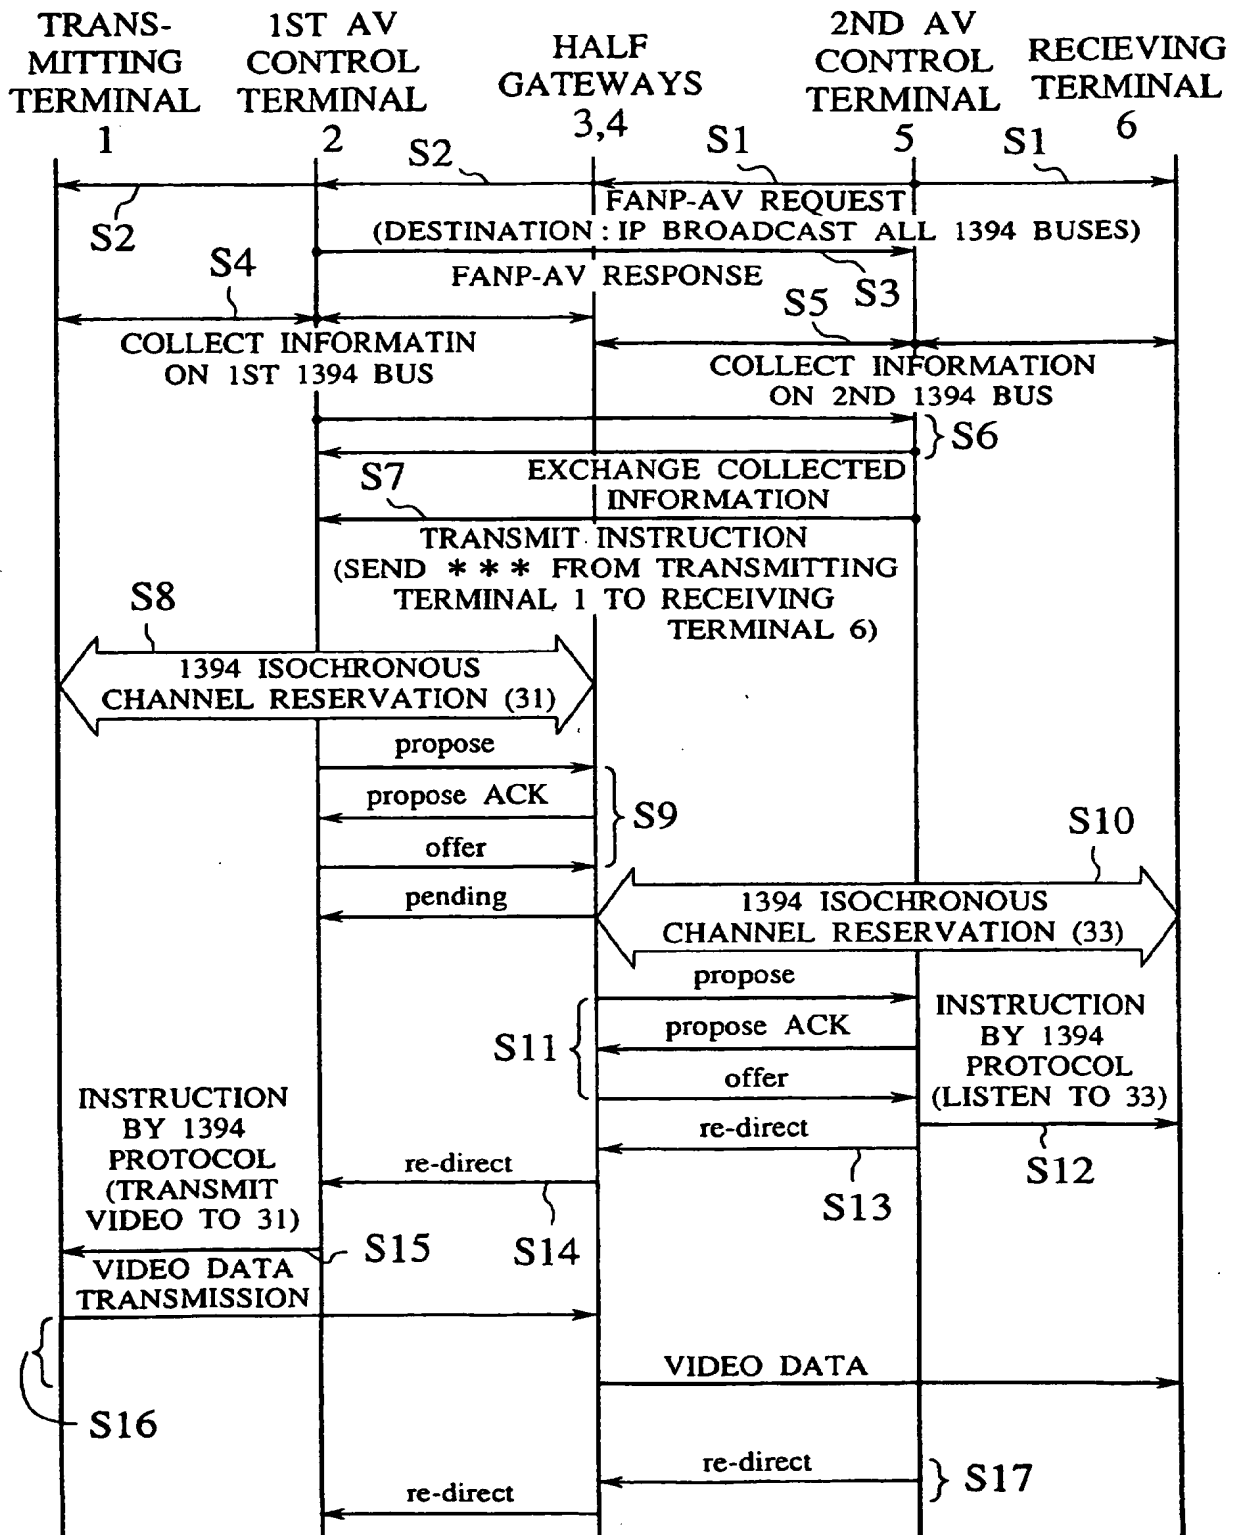 TRANS-
MITTING
TERMINAL
1
1ST AV
CONTROL
TERMINAL
2
HALF
GATEWAYS
3,4
2ND AV
CONTROL
TERMINAL
5
RECIEVING
TERMINAL
6
S2
S1
S1
S2
FANP-AV REQUEST
(DESTINATION : IP BROADCAST ALL 1394 BUSES)
S4
FANP-AV RESPONSE
S3
S5
COLLECT INFORMATIN
ON 1ST 1394 BUS
COLLECT INFORMATION
ON 2ND 1394 BUS
S6
EXCHANGE COLLECTED
INFORMATION
S7
TRANSMIT INSTRUCTION
(SEND *** FROM TRANSMITTING
TERMINAL 1 TO RECEIVING
TERMINAL 6)
S8
1394 ISOCHRONOUS
CHANNEL RESERVATION (31)
propose
propose ACK
S9
offer
S10
pending
1394 ISOCHRONOUS
CHANNEL RESERVATION (33)
propose
S11
propose ACK
offer
INSTRUCTION
BY 1394
PROTOCOL
(LISTEN TO 33)
S12
re-direct
S13
re-direct
S14
INSTRUCTION
BY 1394
PROTOCOL
(TRANSMIT
VIDEO TO 31)
S15
VIDEO DATA
TRANSMISSION
VIDEO DATA
S16
re-direct
S17
re-direct